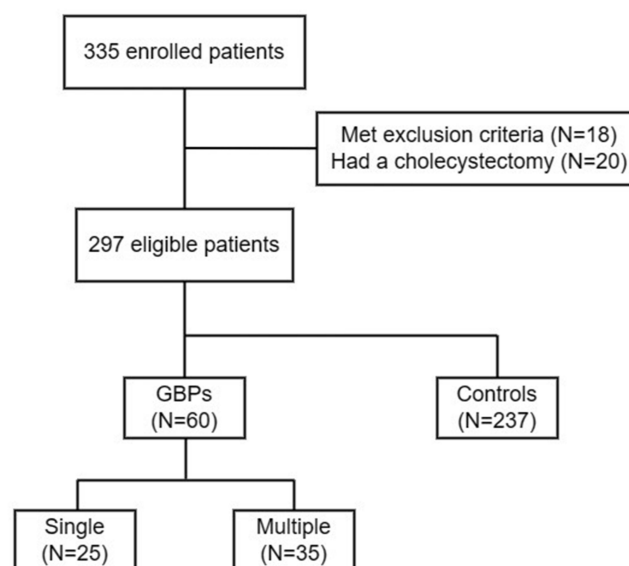 335 enrolled patients
Met exclusion criteria (N=18)
Had a cholecystectomy (N=20)
297 eligible patients
GBPs
(N=60)
Controls
(N=237)
Single
(N=25)
Multiple
(N=35)